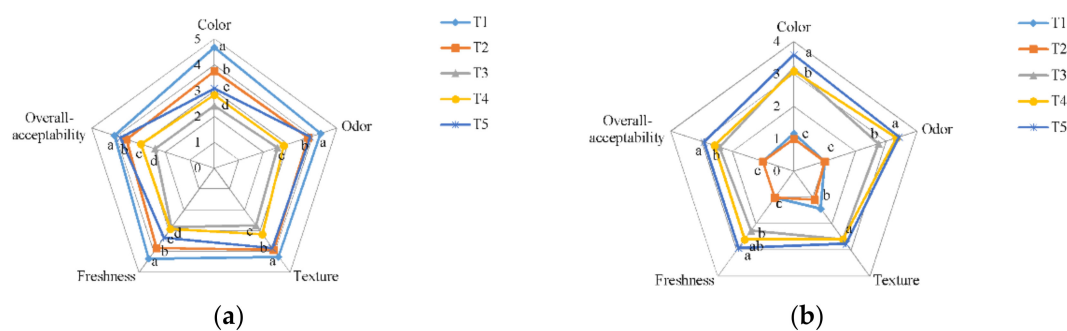 Color
5
4
3
2
1
0
a
b
c
d
Odor
a
b
c
Texture
a
b
c
Freshness
a
b
c
d
Overall-
acceptability
a
b
c
d
T1
T2
T3
T4
T5
(a)
Color
4
3
2
1
0
a
b
c
Odor
a
b
c
Texture
a
b
Freshness
a
ab
b
c
Overall-
acceptability
a
b
c
T1
T2
T3
T4
T5
(b)